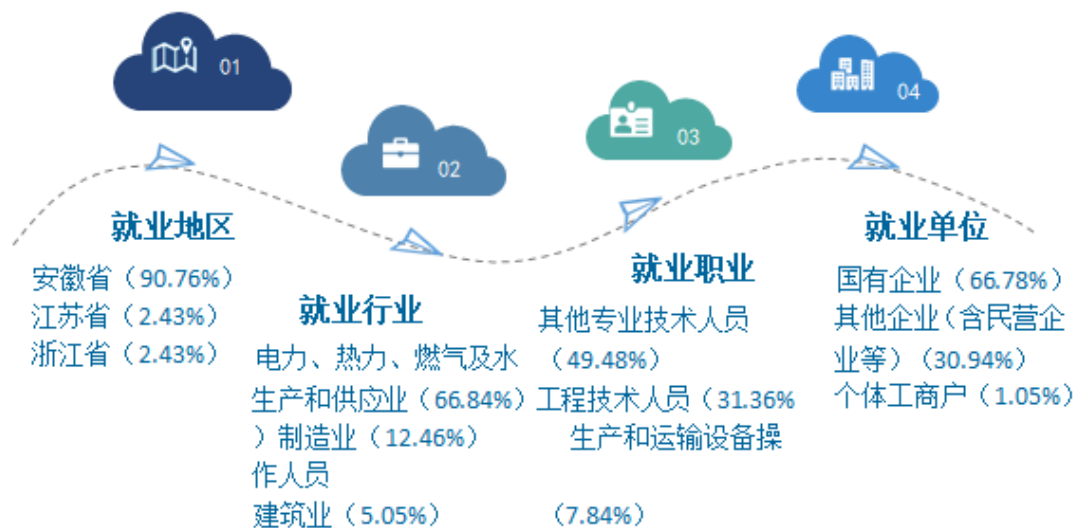 01
就业地区
安徽省（90.76%）
江苏省（2.43%）
浙江省（2.43%）
02
就业行业
电力、热力、燃气及水
生产和供应业（66.84%
）制造业（12.46%）
作人员
建筑业（5.05%）
03
就业职业
其他专业技术人员
（49.48%）
）工程技术人员（31.36%
生产和运输设备操
（7.84%）
04
就业单位
国有企业（66.78%）
其他企业（含民营企
业等）（30.94%）
个体工商户（1.05%）